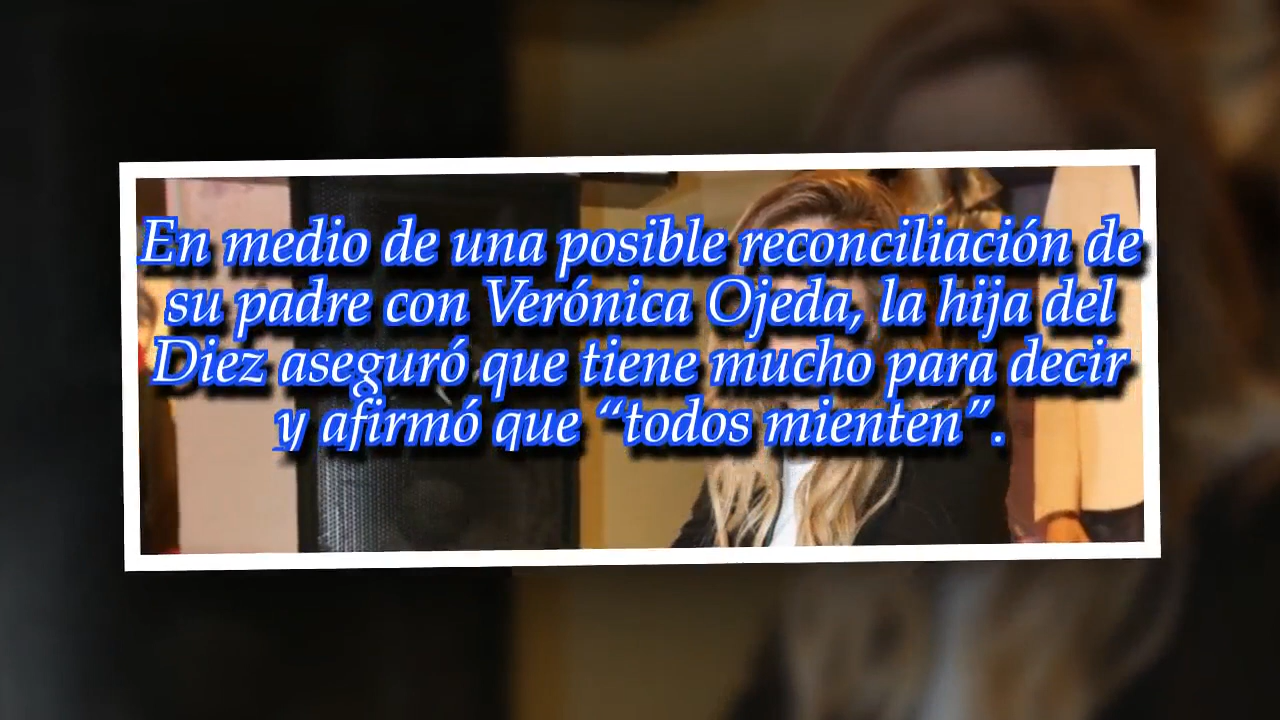 En medio de una posible reconciliación de
su padre con Verónica Ojeda, la hija del
Diez aseguró que tiene mucho para decir
y afirmó que “todos mienten”.